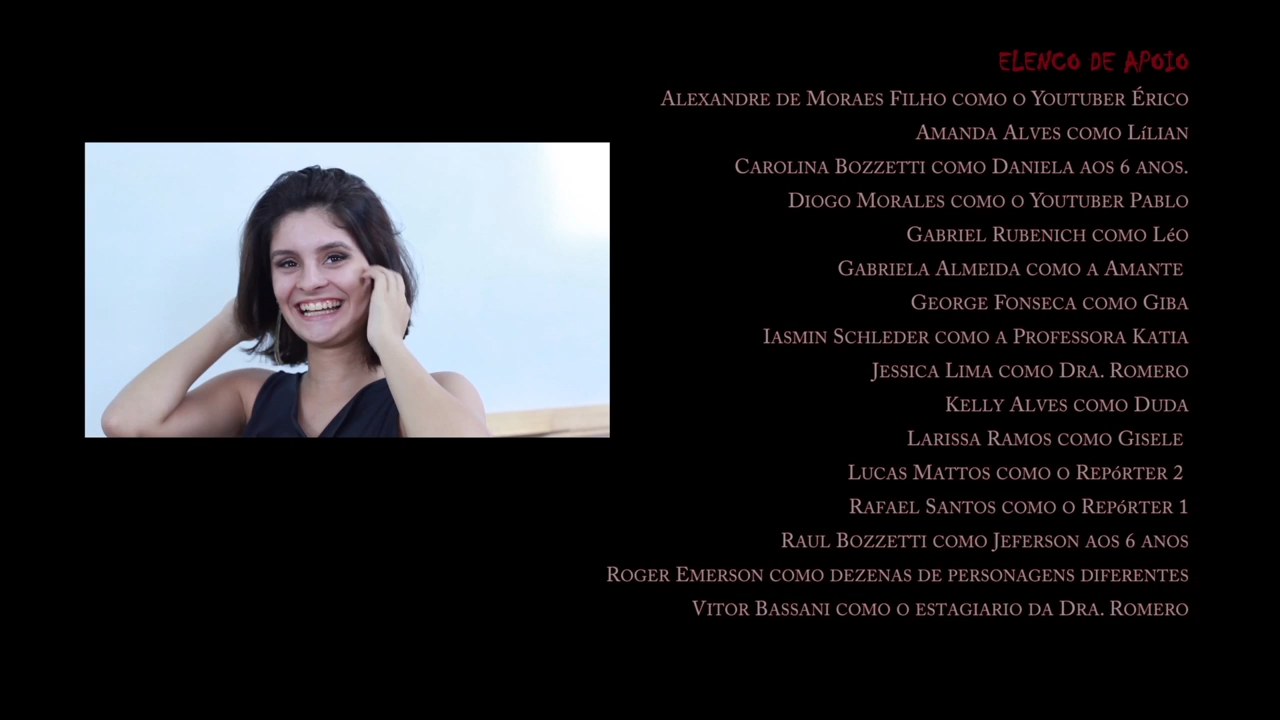 ELENCO DE APOIO
ALEXANDRE DE MORAES FILHO COMO O YOUTUBER ÉRICO
AMANDA ALVES COMO LíLIAN
CAROLINA BOZZETTI COMO DANIELA AOS 6 ANOS.
DIOGO MORALES COMO O YOUTUBER PABLO
GABRIEL RUBENICH COMO LéO
GABRIELA ALMEIDA COMO A AMANTE
GEORGE FONSECA COMO GIBA
IASMIN SCHLEDER COMO A PROFESSORA KATIA
JESSICA LIMA COMO DRA. ROMERO
KELLY ALVES COMO DUDA
LARISSA RAMOS COMO GISELE
LUCAS MATTOS COMO O REPóRTER 2
RAFAEL SANTOS COMO O REPóRTER 1
RAUL BOZZETTI COMO JEFERSON AOS 6 ANOS
ROGER EMERSON COMO DEZENAS DE PERSONAGENS DIFERENTES
VITOR BASSANI COMO O ESTAGIARIO DA DRA. ROMERO